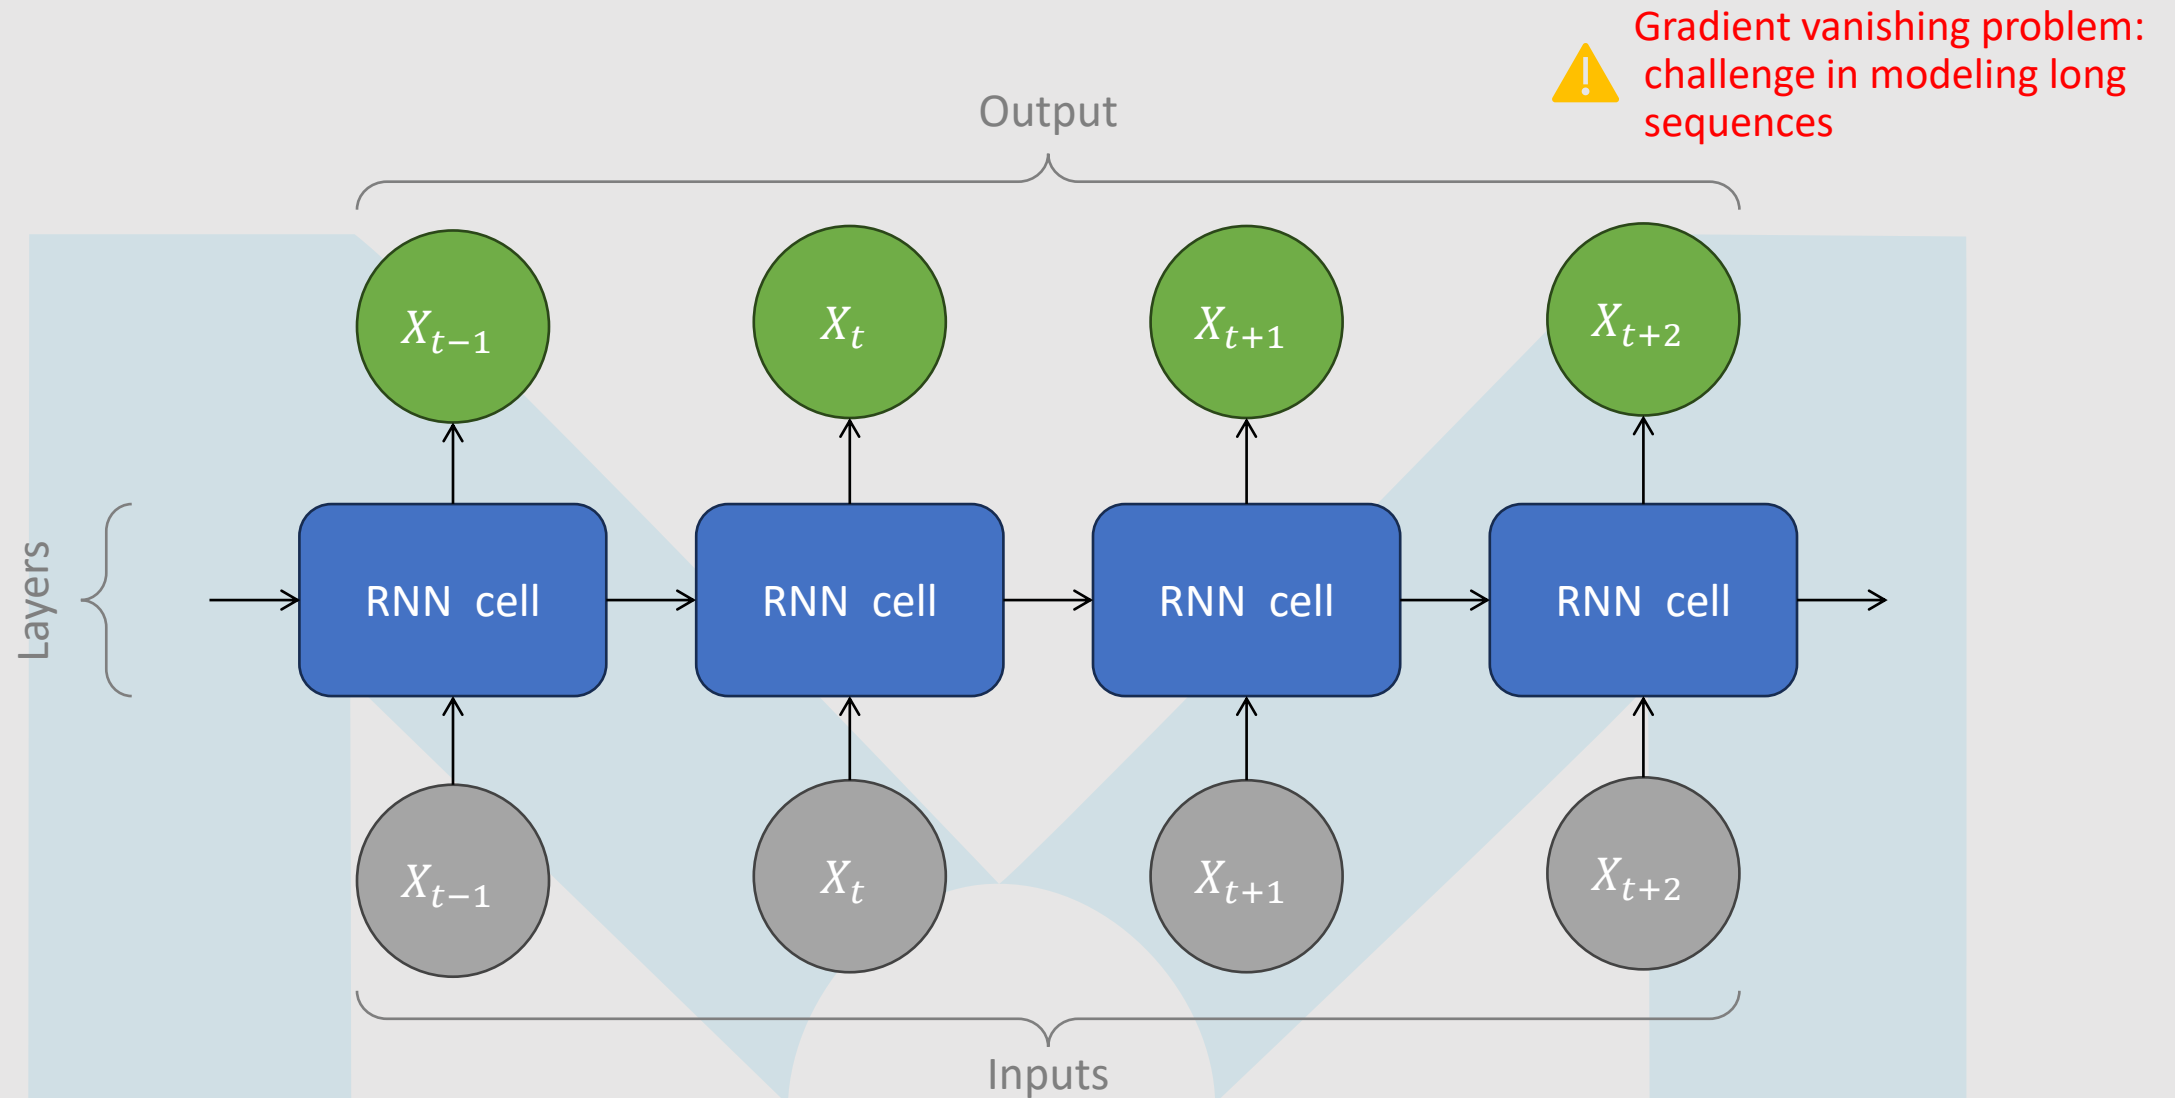 Gradient vanishing problem:
challenge in modeling long
sequences
Output
X_{t−1} X_t X_{t+1} X_{t+2}
Layers
RNN cell RNN cell RNN cell RNN cell
X_{t−1} X_t X_{t+1} X_{t+2}
Inputs